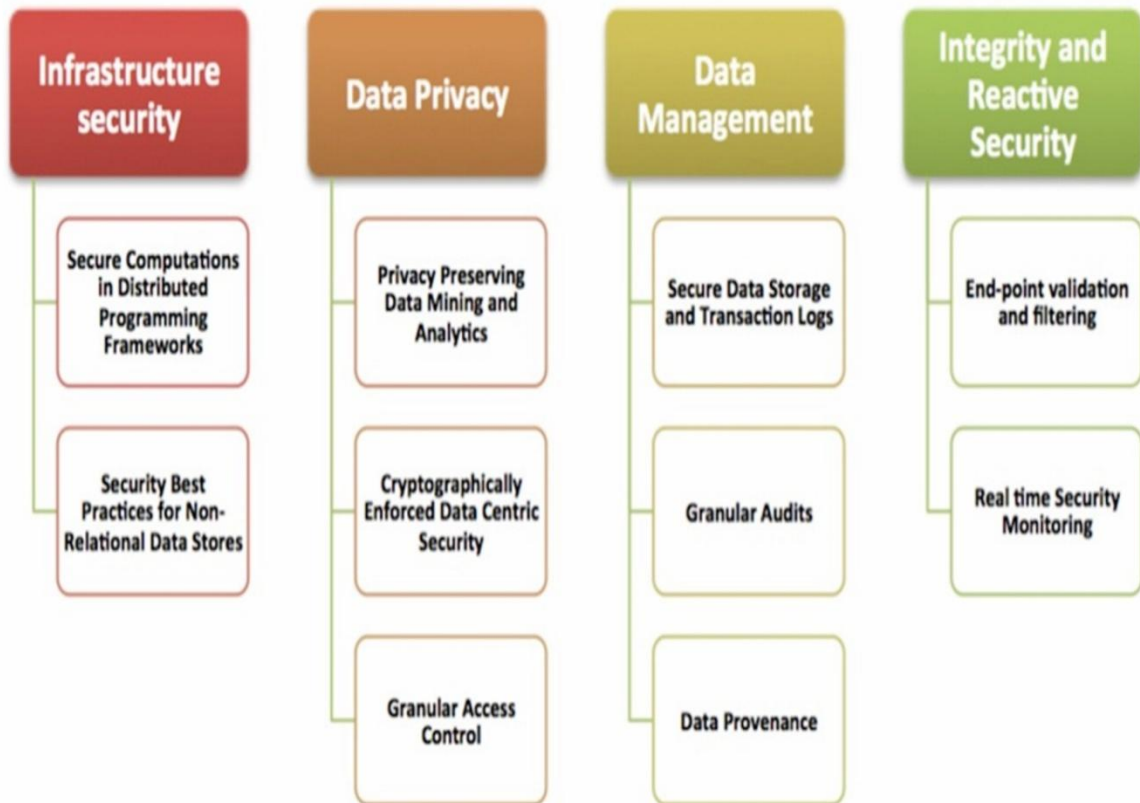 Infrastructure
security
Secure Computations
in Distributed
Programming
Frameworks
Security Best
Practices for Non-
Relational Data Stores
Data Privacy
Privacy Preserving
Data Mining and
Analytics
Cryptographically
Enforced Data Centric
Security
Granular Access
Control
Data
Management
Secure Data Storage
and Transaction Logs
Granular Audits
Data Provenance
Integrity and
Reactive
Security
End-point validation
and filtering
Real time Security
Monitoring